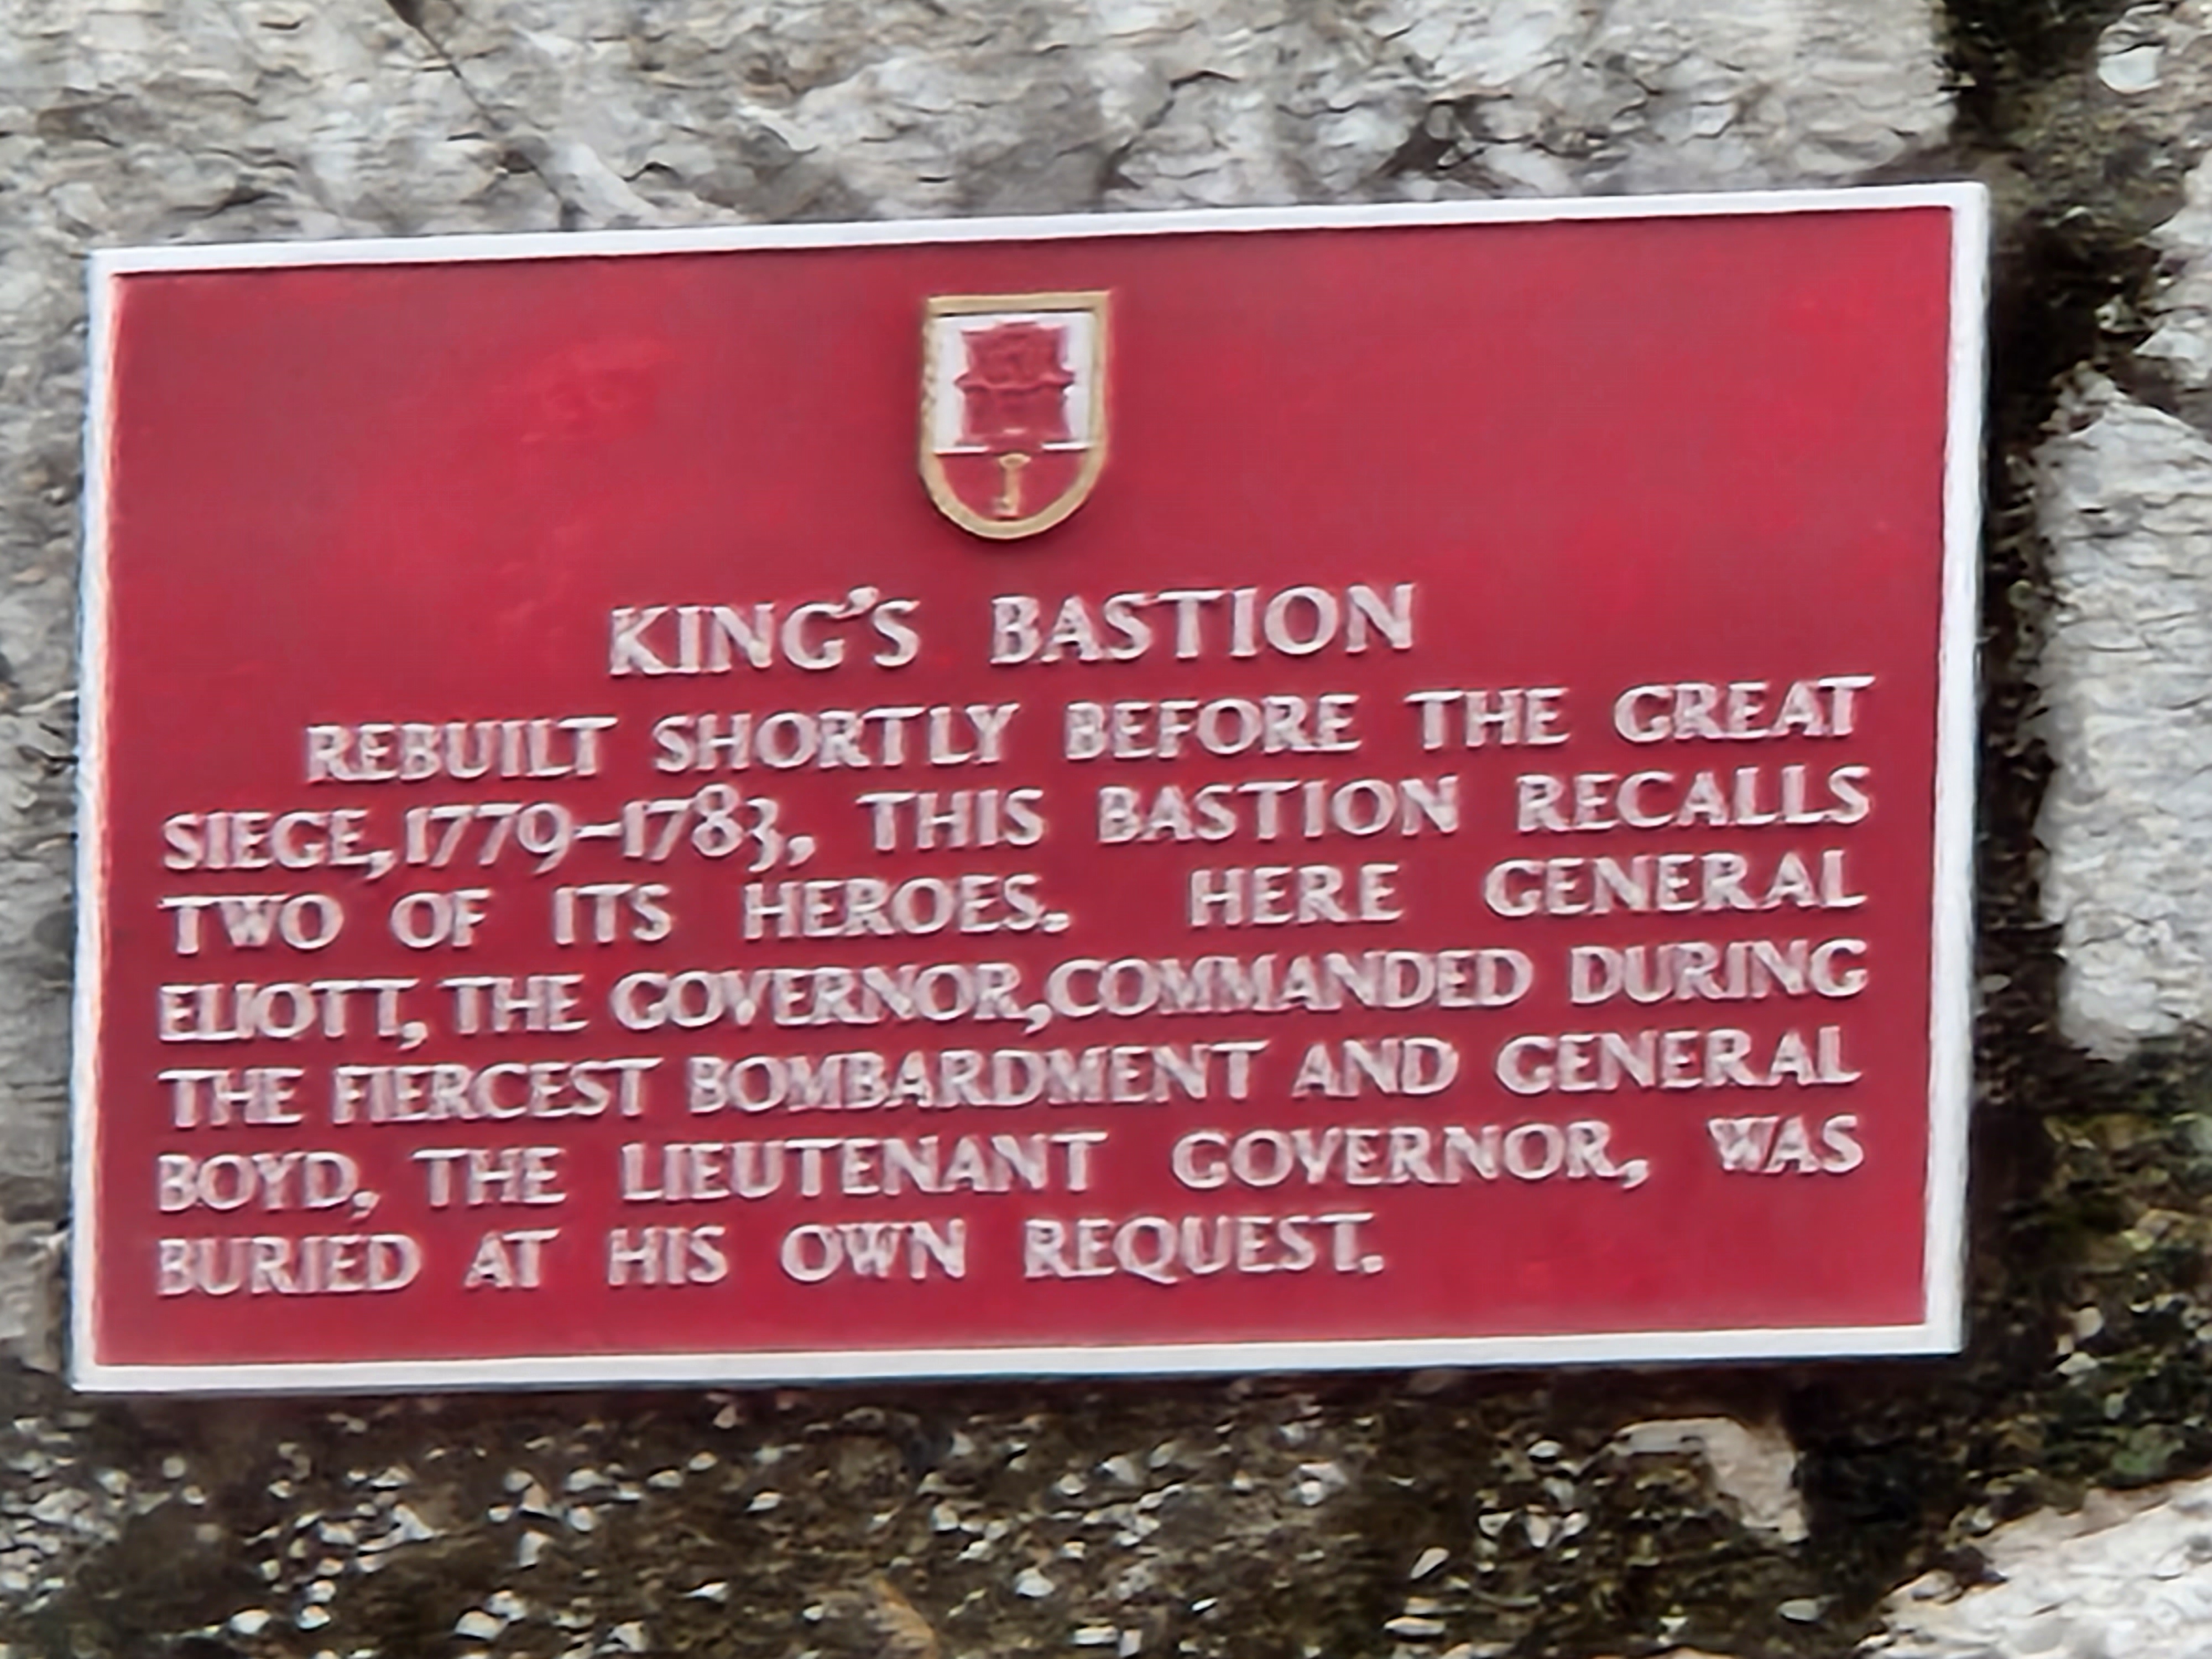 KING'S BASTION
REBUILT SHORTLY BEFORE THE GREAT
SIEGE, 1779-1783, THIS BASTION RECALLS
TWO OF ITS HEROES. HERE GENERAL
ELIOTT, THE GOVERNOR, COMMANDED DURING
THE FIERCEST BOMBARDMENT AND GENERAL
BOYD, THE LIEUTENANT GOVERNOR, WAS
BURIED AT HIS OWN REQUEST.